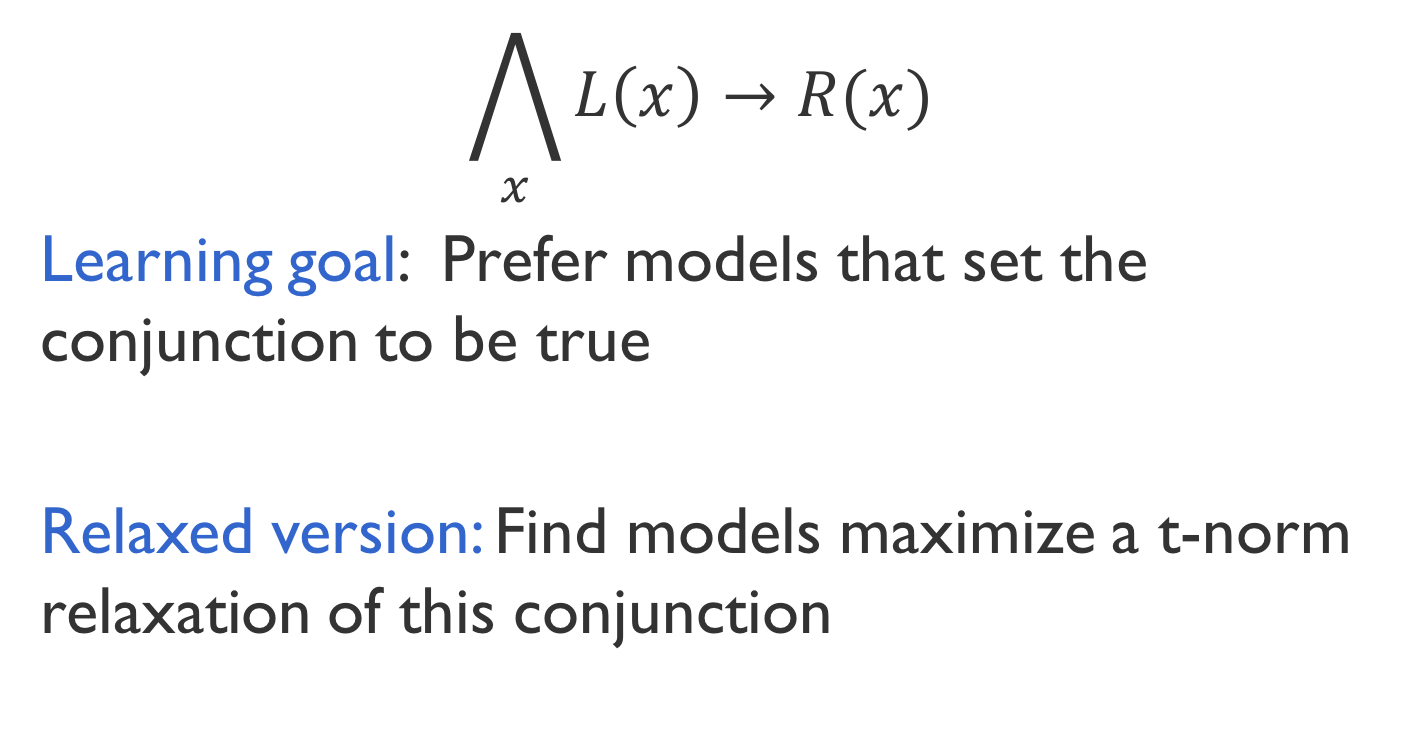 ⋀ L(x) → R(x)
x
Learning goal: Prefer models that set the
conjunction to be true
Relaxed version: Find models maximize a t-norm
relaxation of this conjunction